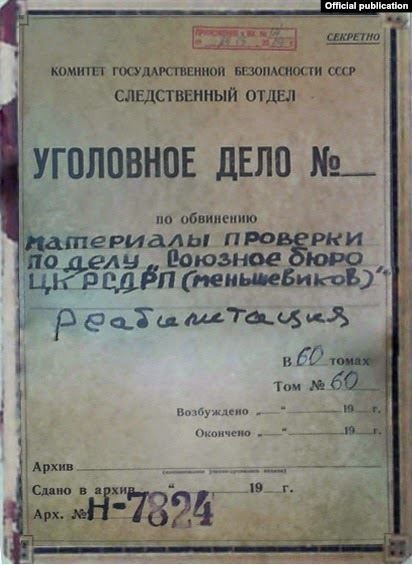 Official publication
СЕКРЕТНО
КОМИТЕТ ГОСУДАРСТВЕННОЙ БЕЗОПАСНОСТИ СССР
СЛЕДСТВЕННЫЙ ОТДЕЛ
УГОЛОВНОЕ ДЕЛО №
по обвинению
материалы проверки
по делу „Союзное бюро
ЦК РСДРП (меньшевиков)"
Реабилитация
В 60 томах
Том № 60
Возбуждено „ “ 19 г.
Окончено „ “ 19 г.
Архив
Сдано в архив „ “ 19 г.
Арх. № Н-7824